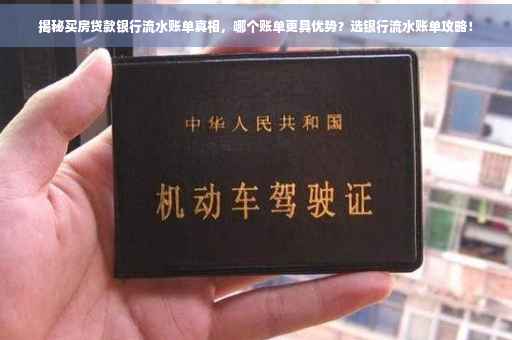 揭秘买房贷款银行流水账单真相，哪个账单更具优势？选银行流水账单攻略！
中华人民共和国
机动车驾驶证